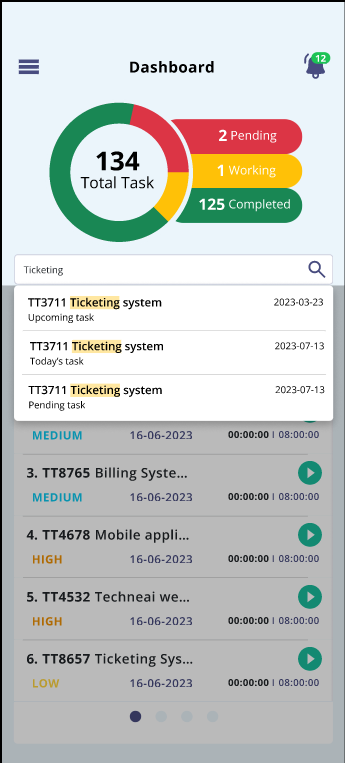 12
Dashboard
2 Pending
134
Total Task
1 Working
125 Completed
Ticketing
TT3711 Ticketing system 2023-03-23
Upcoming task
TT3711 Ticketing system 2023-07-13
Today's task
TT3711 Ticketing system 2023-07-13
Pending task
MEDIUM 16-06-2023 00:00:00 I 08:00:00
3. TT8765 Billing Syste...
MEDIUM 16-06-2023 00:00:00 I 08:00:00
4. TT4678 Mobile appli...
HIGH 16-06-2023 00:00:00 I 08:00:00
5. TT4532 Techneai we...
HIGH 16-06-2023 00:00:00 I 08:00:00
6. TT8657 Ticketing Sys...
LOW 16-06-2023 00:00:00 I 08:00:00